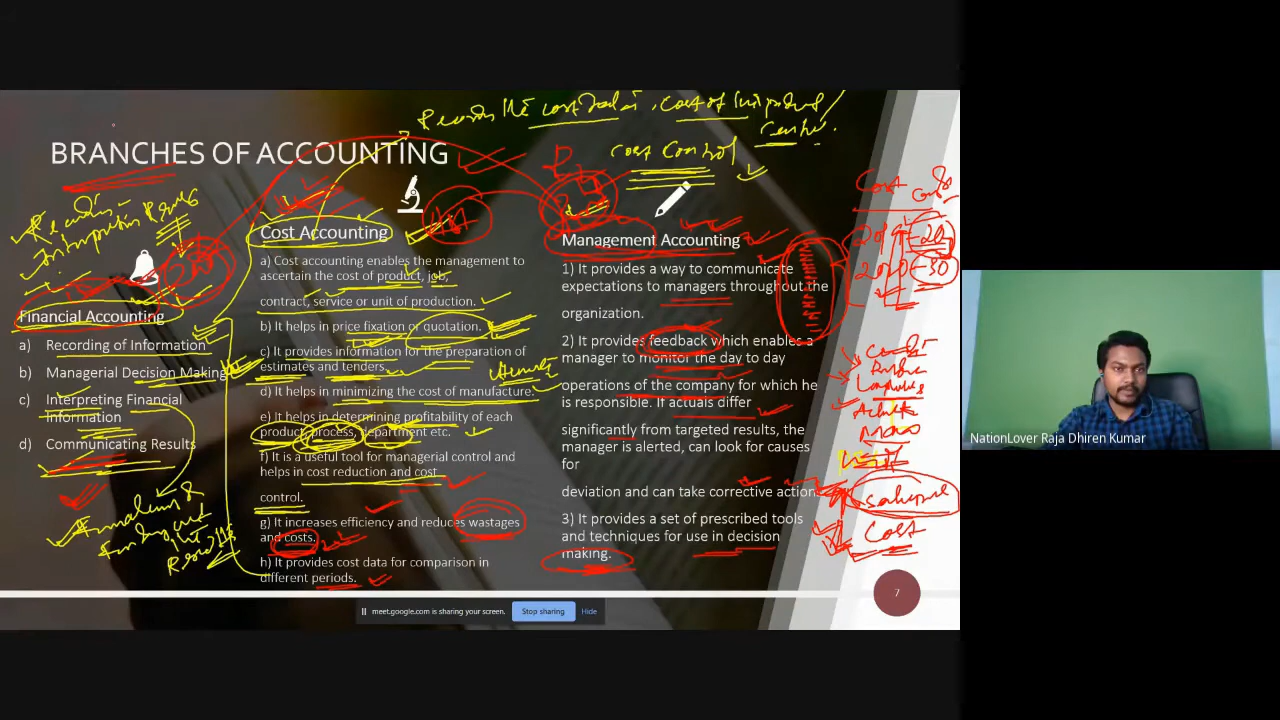 BRANCHES OF ACCOUNTING
Records the cost
cost of
centre.
cost control
Financial Accounting
a) Recording of Information
b) Managerial Decision Making
c) Interpreting Financial
Information
d) Communicating Results
Cost Accounting
a) Cost accounting enables the management to
ascertain the cost of product, job,
contract, service or unit of production.
b) It helps in price fixation or quotation.
c) It provides information for the preparation of
estimates and tenders.
d) It helps in minimizing the cost of manufacture.
e) It helps in determining profitability of each
product, process, department etc.
f) It is a useful tool for managerial control and
helps in cost reduction and cost
control.
g) It increases efficiency and reduces wastages
and costs.
h) It provides cost data for comparison in
different periods.
Management Accounting
1) It provides a way to communicate
expectations to managers throughout the
organization.
2) It provides feedback which enables a
manager to monitor the day to day
operations of the company for which he
is responsible. If actuals differ
significantly from targeted results, the
manager is alerted, can look for causes
for
deviation and can take corrective action.
3) It provides a set of prescribed tools
and techniques for use in decision
making.
Cost
20
30
Cost
7
meet.google.com is sharing your screen.
Stop sharing
Hide
NationLover Raja Dhiren Kumar